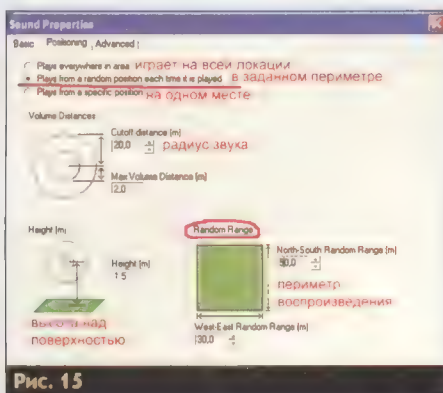 Sound Properties
Basic Positioning Advanced
Plays everywhere in area играет на всей локации
Plays from a random position each time it is played в заданном периметре
Plays from a specific position на одном месте
Volume Distances
Cutoff distance (m)
20,0 радиус звука
Max Volume Distance (m)
2,0
Height (m)
Random Range
North-South Random Range (m)
Height (m)
1.5
периметр
воспроизведения
высота над
поверхностью
West-East Random Range (m)
30,0
Рис. 15